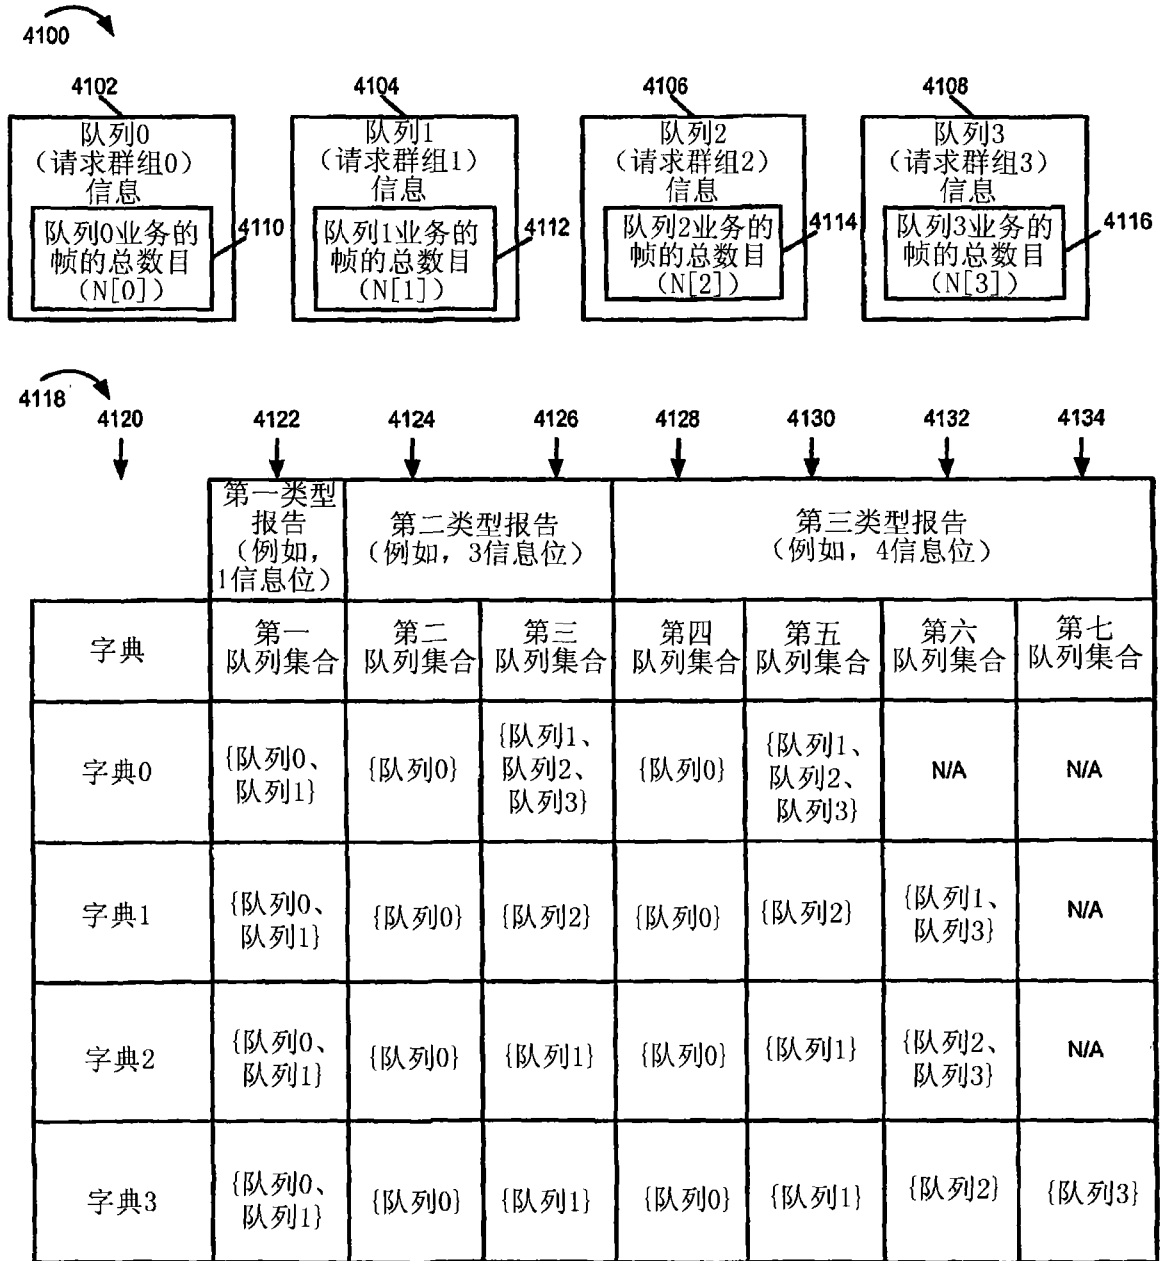 4100
4102
4104
4106
4108
队列0
（请求群组0）
信息
队列0业务的
帧的总数目
（N[0]）
4110
队列1
（请求群组1）
信息
队列1业务的
帧的总数目
（N[1]）
4112
队列2
（请求群组2）
信息
队列2业务的
帧的总数目
（N[2]）
4114
队列3
（请求群组3）
信息
队列3业务的
帧的总数目
（N[3]）
4116
4118
4120
4122
4124
4126
4128
4130
4132
4134
第一类型
报告
（例如，
1信息位）
第二类型报告
（例如，3信息位）
第三类型报告
（例如，4信息位）
字典
第一
队列集合
第二
队列集合
第三
队列集合
第四
队列集合
第五
队列集合
第六
队列集合
第七
队列集合
字典0
{队列0、
队列1}
{队列0}
{队列1、
队列2、
队列3}
{队列0}
{队列1、
队列2、
队列3}
N/A
N/A
字典1
{队列0、
队列1}
{队列0}
{队列2}
{队列0}
{队列2}
{队列1、
队列3}
N/A
字典2
{队列0、
队列1}
{队列0}
{队列1}
{队列0}
{队列1}
{队列2、
队列3}
N/A
字典3
{队列0、
队列1}
{队列0}
{队列1}
{队列0}
{队列1}
{队列2}
{队列3}